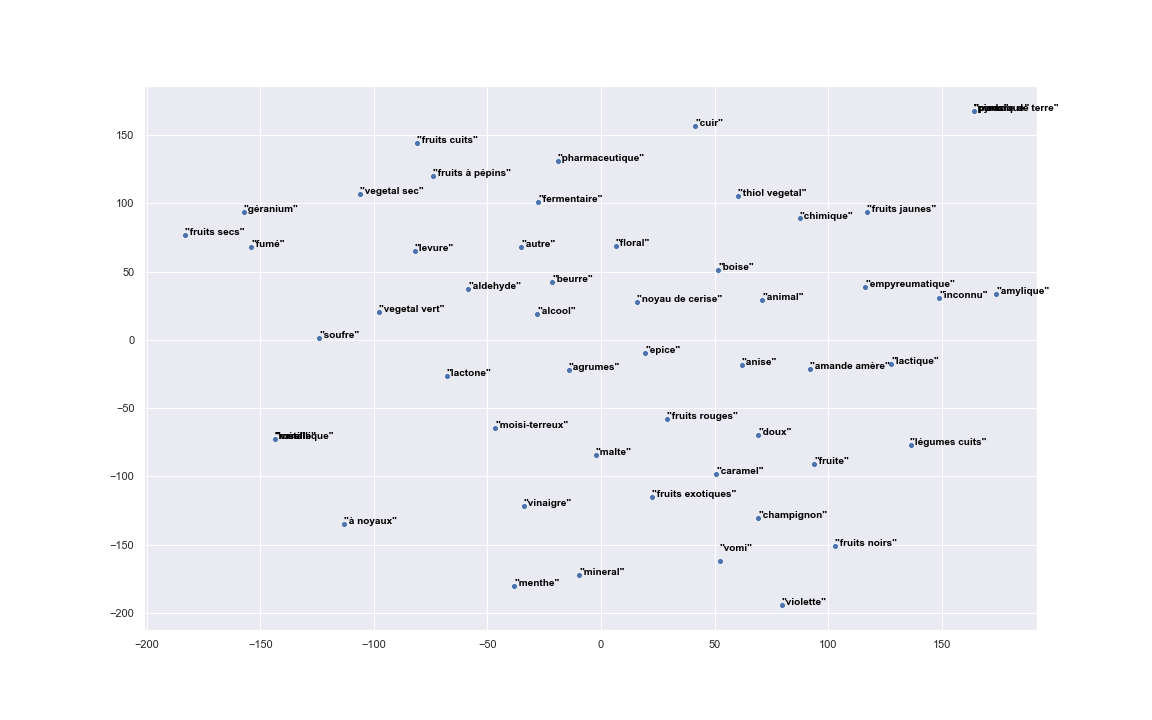 "cuir"
150
"fruits cuits"
"pharmaceutique"
"fruits à pépins"
"vegetal sec"
"thiol vegetal"
"fermentaire"
100
"géranium"
"fruits jaunes"
"chimique"
"fruits secs"
"fumé"
"autre"
"floral"
"levure"
"boise"
50
"beurre"
"aldehyde"
"empyreumatique"
"amylique"
"inconnu"
"noyau de cerise"
"animal"
"vegetal vert"
"alcool"
"soufre"
0
"epice"
"lactique"
"anise"
"amande amère"
"agrumes"
"lactone"
−50
"fruits rouges"
"moisi-terreux"
"doux"
"légumes cuits"
"malte"
"fruite"
"caramel"
−100
"fruits exotiques"
"vinaigre"
"champignon"
"à noyaux"
"fruits noirs"
"vomi"
−150
"mineral"
"menthe"
"violette"
−200
−200 −150 −100 −50 0 50 100 150